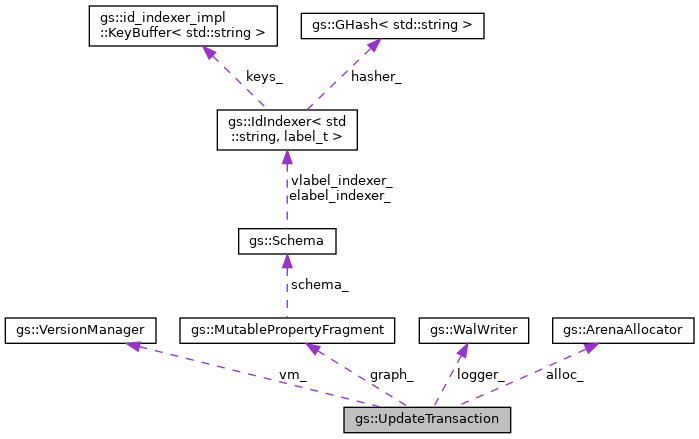 gs::id_indexer_impl
::KeyBuffer< std::string >
gs::GHash< std::string >
keys_
hasher_
gs::IdIndexer< std
::string, label_t >
vlabel_indexer_
elabel_indexer_
gs::Schema
schema_
gs::VersionManager
gs::MutablePropertyFragment
gs::WalWriter
gs::ArenaAllocator
vm_
graph_
logger_
alloc_
gs::UpdateTransaction